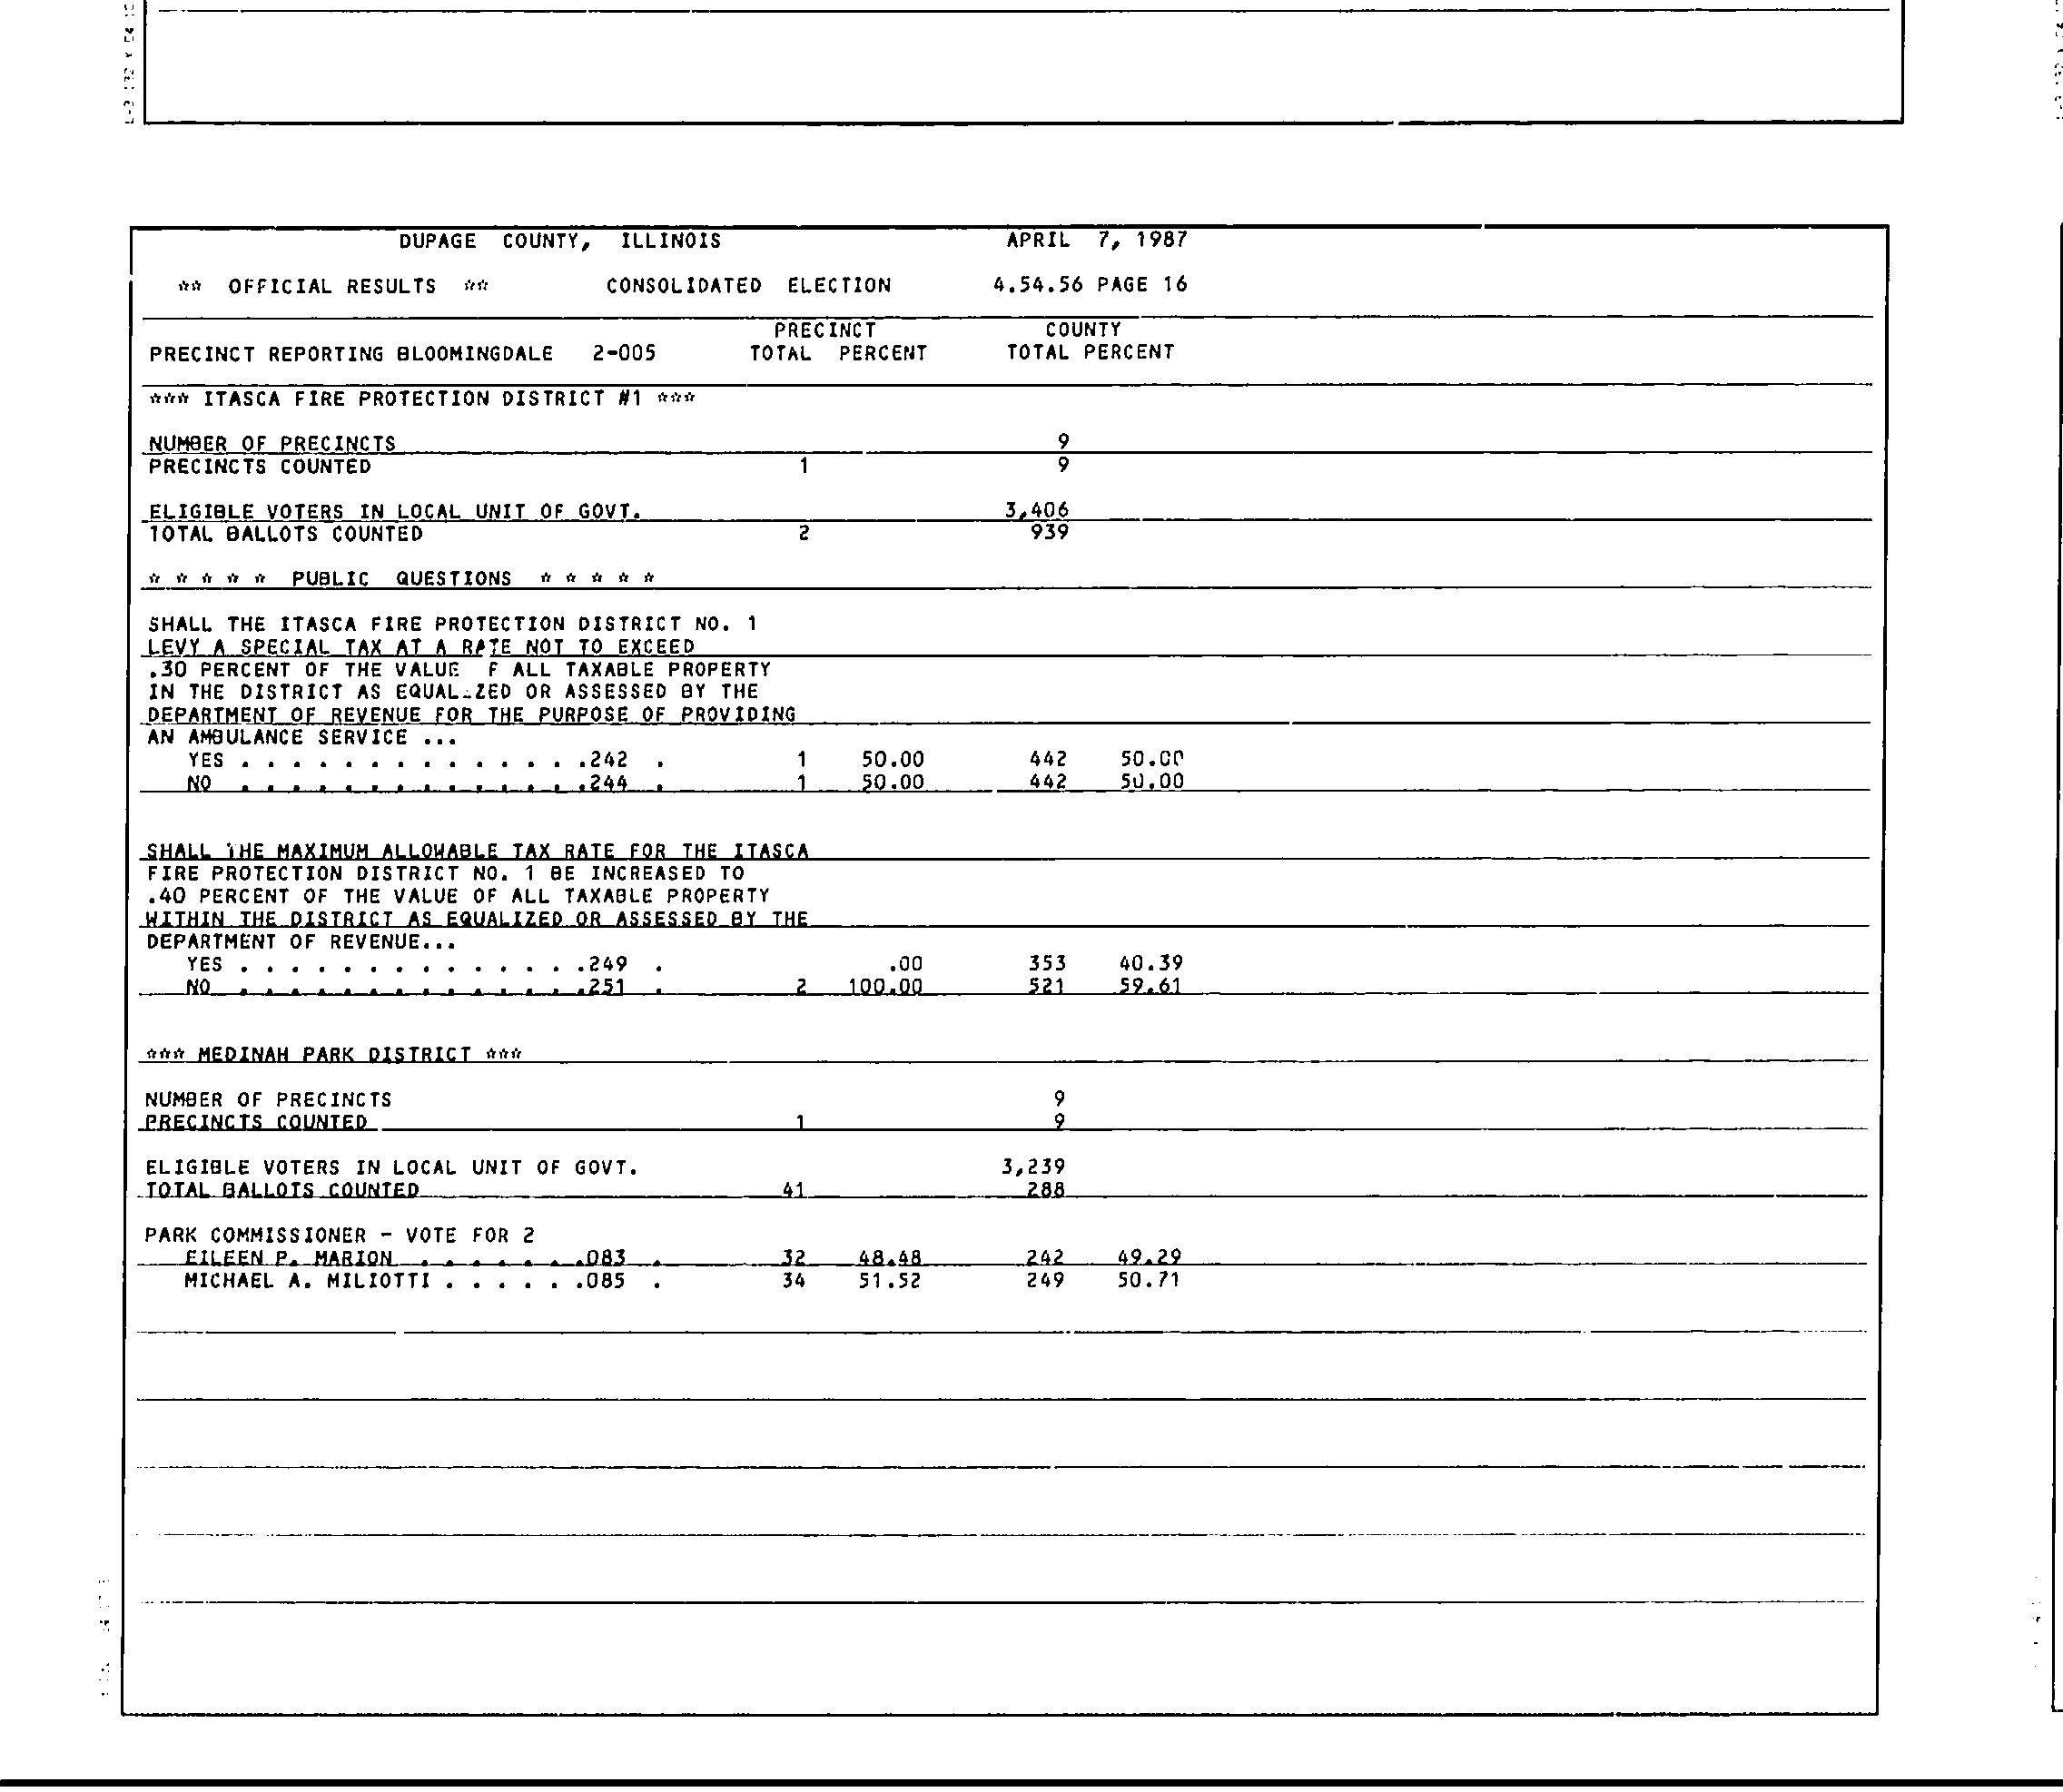 DUPAGE COUNTY, ILLINOIS APRIL 7, 1987
** OFFICIAL RESULTS ** CONSOLIDATED ELECTION 4.54.56 PAGE 16
PRECINCT COUNTY
PRECINCT REPORTING BLOOMINGDALE 2-005 TOTAL PERCENT TOTAL PERCENT
*** ITASCA FIRE PROTECTION DISTRICT #1 ***
NUMBER OF PRECINCTS 9
PRECINCTS COUNTED 1 9
ELIGIBLE VOTERS IN LOCAL UNIT OF GOVT. 3,406
TOTAL BALLOTS COUNTED 2 939
* * * * * PUBLIC QUESTIONS * * * * *
SHALL THE ITASCA FIRE PROTECTION DISTRICT NO. 1
LEVY A SPECIAL TAX AT A RATE NOT TO EXCEED
.30 PERCENT OF THE VALUE F ALL TAXABLE PROPERTY
IN THE DISTRICT AS EQUAL.ZED OR ASSESSED BY THE
DEPARTMENT OF REVENUE FOR THE PURPOSE OF PROVIDING
AN AMBULANCE SERVICE ...
YES . . . . . . . . . . . . . .242 . 1 50.00 442 50.00
NO . . . . . . . . . . . . . .244 . 1 50.00 442 50.00
SHALL THE MAXIMUM ALLOWABLE TAX RATE FOR THE ITASCA
FIRE PROTECTION DISTRICT NO. 1 BE INCREASED TO
.40 PERCENT OF THE VALUE OF ALL TAXABLE PROPERTY
WITHIN THE DISTRICT AS EQUALIZED OR ASSESSED BY THE
DEPARTMENT OF REVENUE...
YES . . . . . . . . . . . . . .249 . .00 353 40.39
NO . . . . . . . . . . . . . .251 . 2 100.00 521 59.61
*** MEDINAH PARK DISTRICT ***
NUMBER OF PRECINCTS 9
PRECINCTS COUNTED 1 9
ELIGIBLE VOTERS IN LOCAL UNIT OF GOVT. 3,239
TOTAL BALLOTS COUNTED 41 288
PARK COMMISSIONER - VOTE FOR 2
EILEEN P. MARION . . . . . . .083 . 32 48.48 242 49.29
MICHAEL A. MILIOTTI . . . . . .085 . 34 51.52 249 50.71